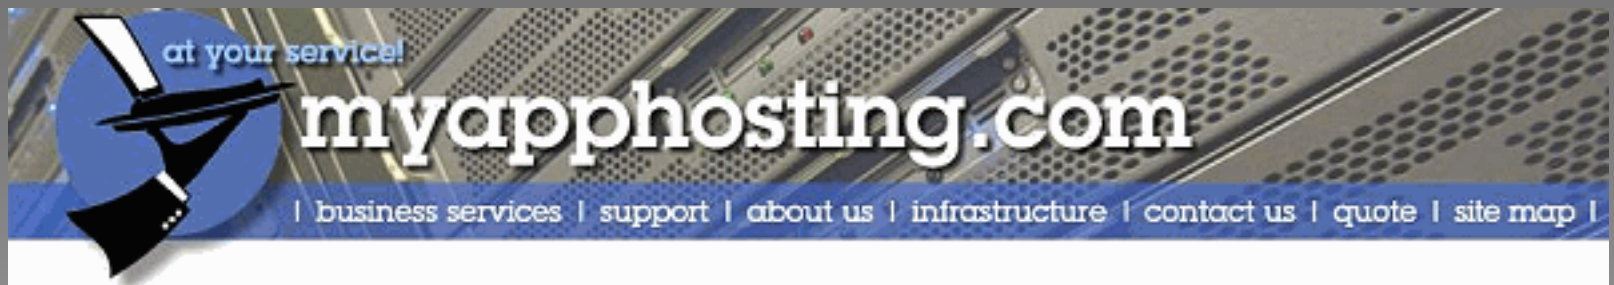 at your service!
myapphosting.com
| business services | support | about us | infrastructure | contact us | quote | site map |